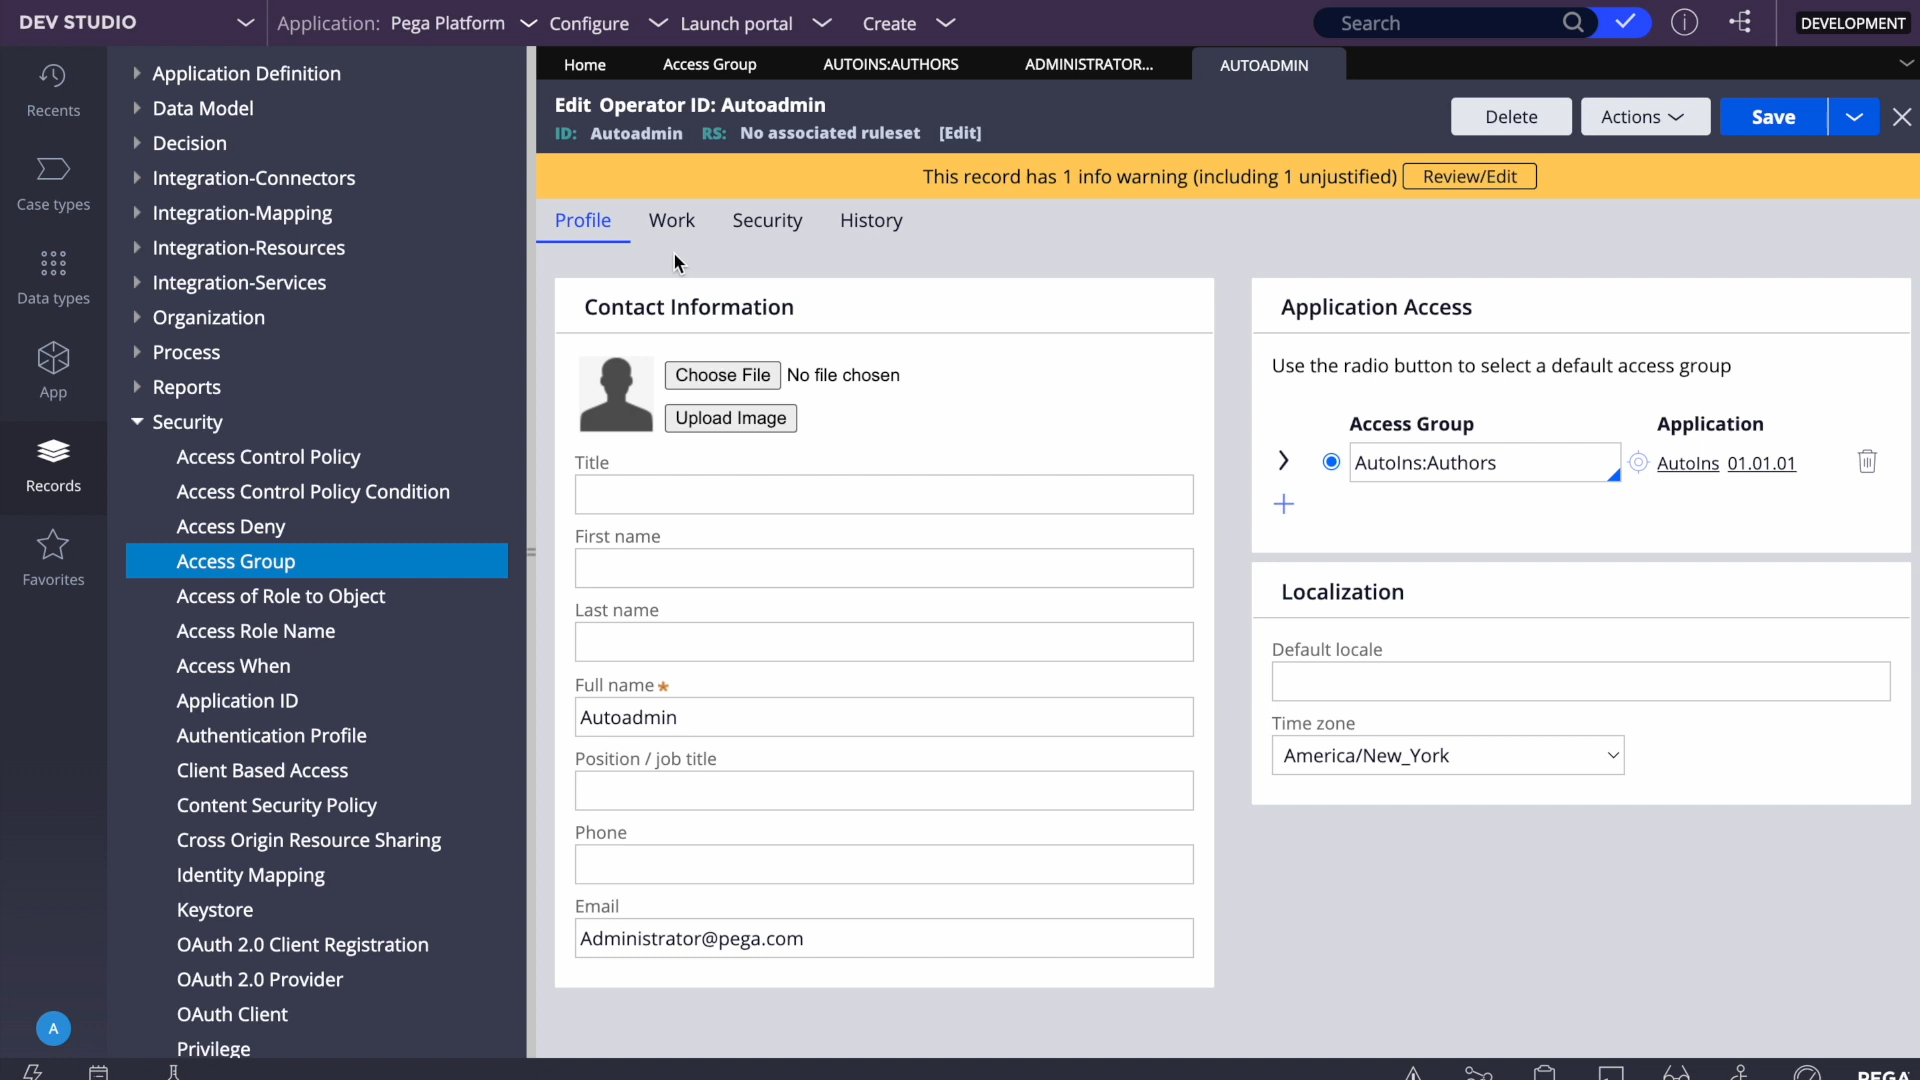 DEV STUDIO
Application: Pega Platform
Configure
Launch portal
Create
Search
DEVELOPMENT
Recents
Case types
Data types
App
Records
Favorites
A
Application Definition
Data Model
Decision
Integration-Connectors
Integration-Mapping
Integration-Resources
Integration-Services
Organization
Process
Reports
Security
Access Control Policy
Access Control Policy Condition
Access Deny
Access Group
Access of Role to Object
Access Role Name
Access When
Application ID
Authentication Profile
Client Based Access
Content Security Policy
Cross Origin Resource Sharing
Identity Mapping
Keystore
OAuth 2.0 Client Registration
OAuth 2.0 Provider
OAuth Client
Privilege
Home
Access Group
AUTOINS:AUTHORS
ADMINISTRATOR...
AUTOADMIN
Edit Operator ID: Autoadmin
ID: Autoadmin RS: No associated ruleset [Edit]
Delete
Actions
Save
This record has 1 info warning (including 1 unjustified) Review/Edit
Profile
Work
Security
History
Contact Information
Choose File No file chosen
Upload Image
Title
First name
Last name
Full name
Autoadmin
Position / job title
Phone
Email
Administrator@pega.com
Application Access
Use the radio button to select a default access group
Access Group
Application
AutoIns:Authors
AutoIns 01.01.01
Localization
Default locale
Time zone
America/New_York
PEGA